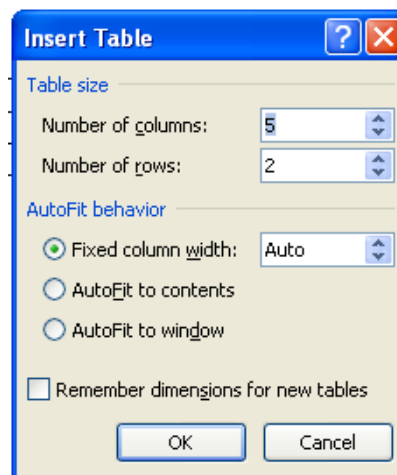 Insert Table
Table size
Number of columns: 5
Number of rows: 2
AutoFit behavior
Fixed column width: Auto
AutoFit to contents
AutoFit to window
Remember dimensions for new tables
OK Cancel